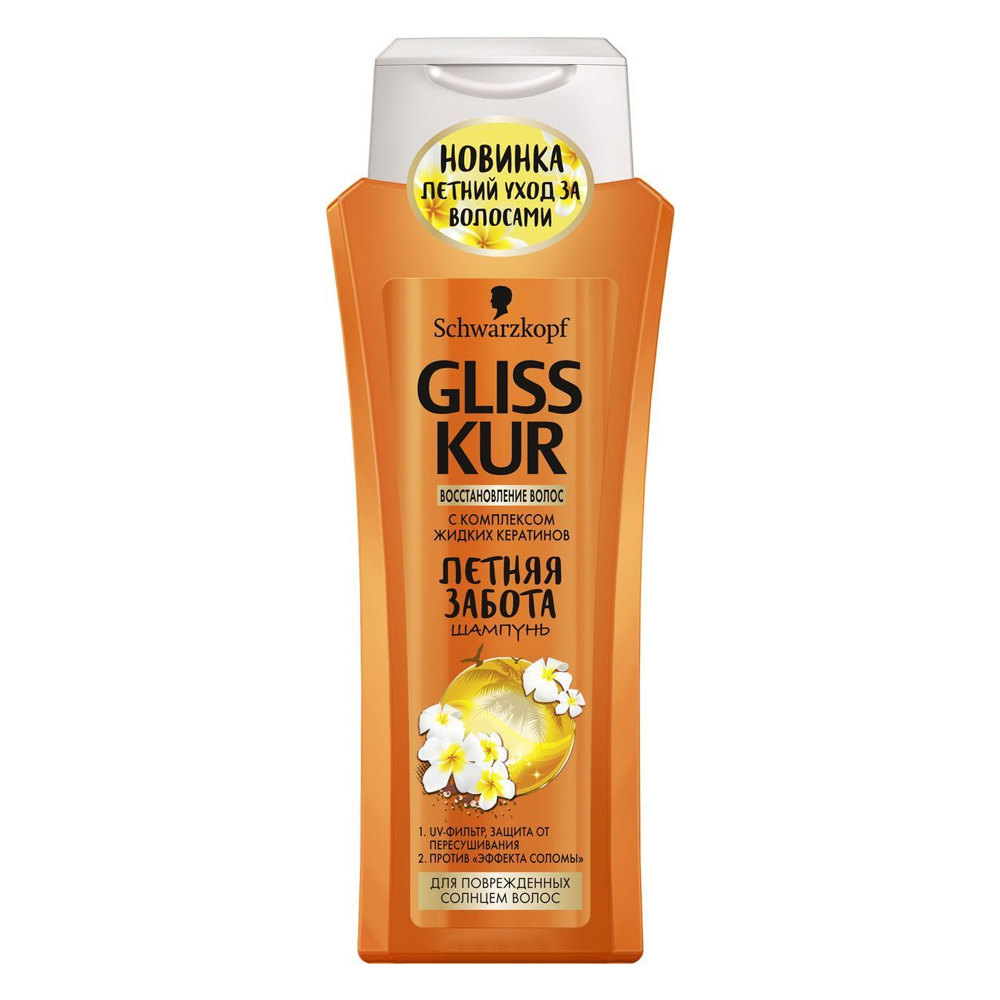 НОВИНКА
ЛЕТНИЙ УХОД ЗА
ВОЛОСАМИ
Schwarzkopf
GLISS
KUR
ВОССТАНОВЛЕНИЕ ВОЛОС
С КОМПЛЕКСОМ
ЖИДКИХ КЕРАТИНОВ
ЛЕТНЯЯ
ЗАБОТА
ШАМПУНЬ
1. UV-ФИЛЬТР, ЗАЩИТА ОТ
ПЕРЕСУШИВАНИЯ
2. ПРОТИВ «ЭФФЕКТА СОЛОМЫ»
ДЛЯ ПОВРЕЖДЕННЫХ
СОЛНЦЕМ ВОЛОС